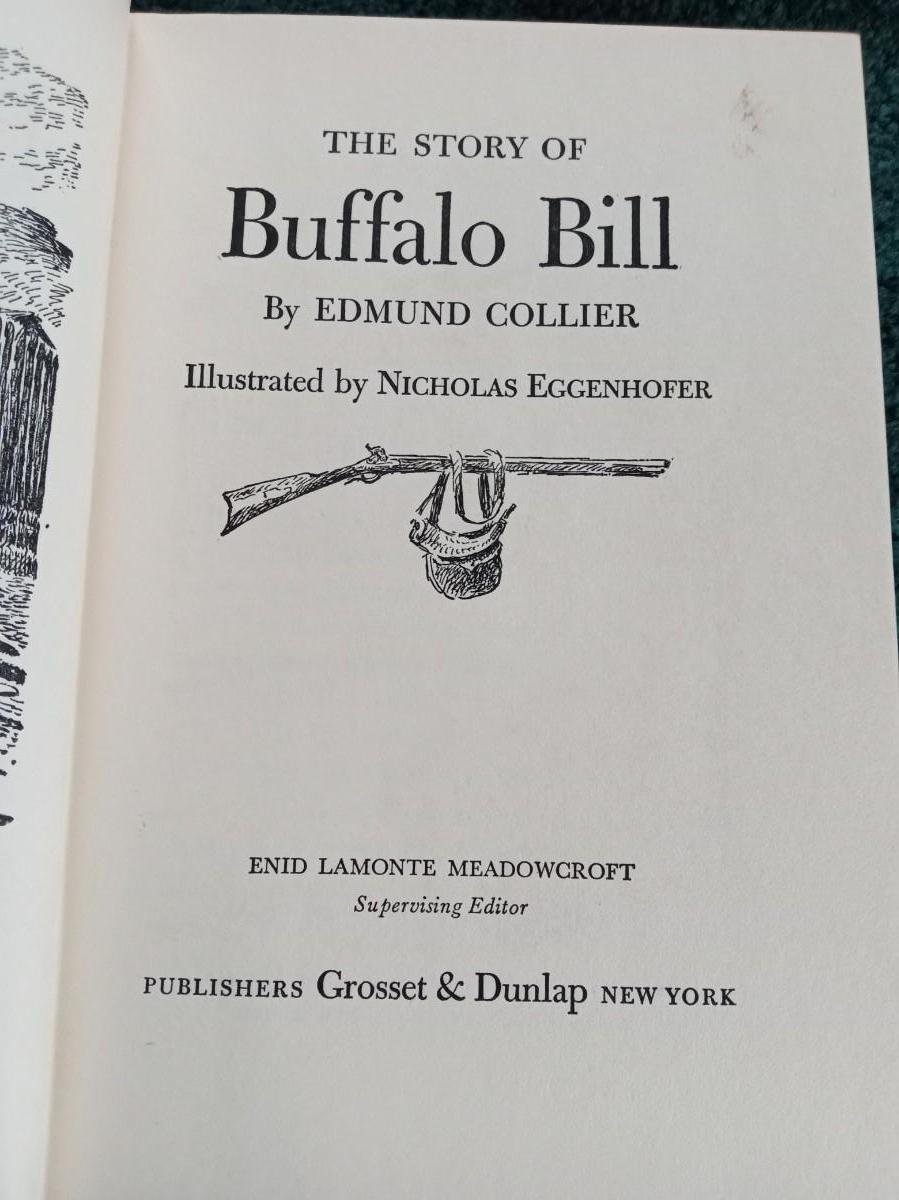 THE STORY OF
Buffalo Bill
By EDMUND COLLIER
Illustrated by NICHOLAS EGGENHOFER
ENID LAMONTE MEADOWCROFT
Supervising Editor
PUBLISHERS Grosset & Dunlap NEW YORK